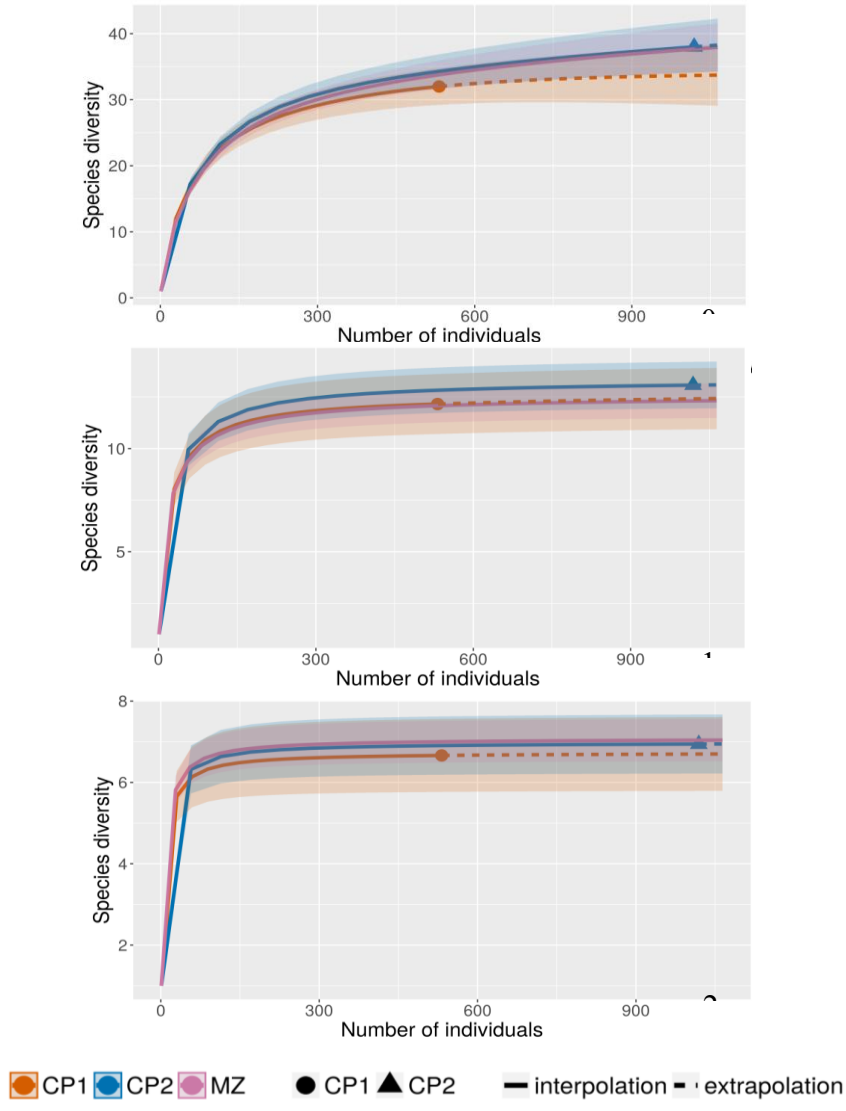 Species diversity
40
30
20
10
0
0 300 600 900
Number of individuals
Species diversity
10
5
0 300 600 900
Number of individuals
Species diversity
8
6
4
2
0 300 600 900
Number of individuals
CP1 CP2 MZ CP1 CP2 interpolation extrapolation